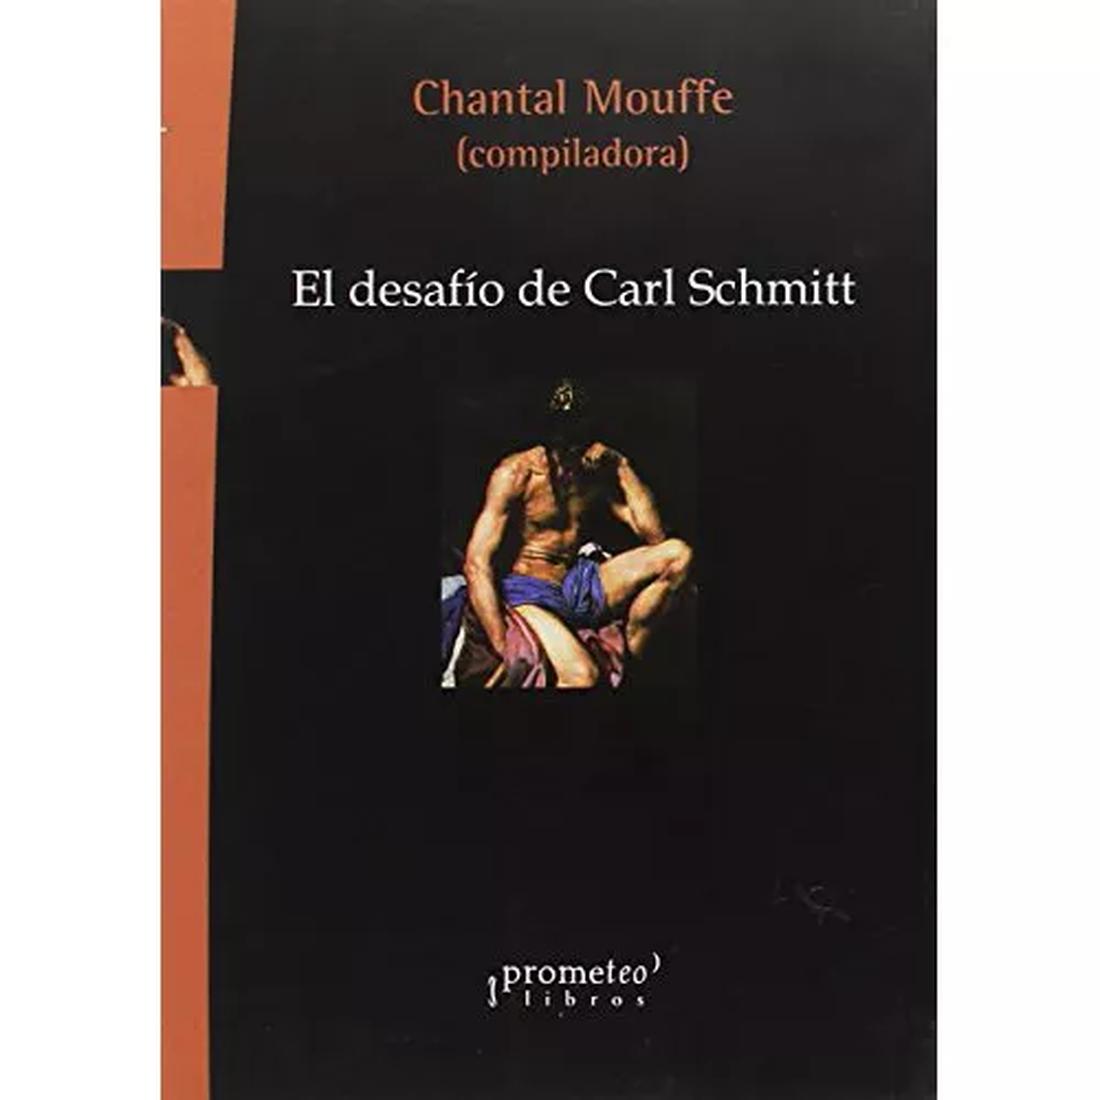 Chantal Mouffe
(compiladora)
El desafío de Carl Schmitt
prometeo)
libros